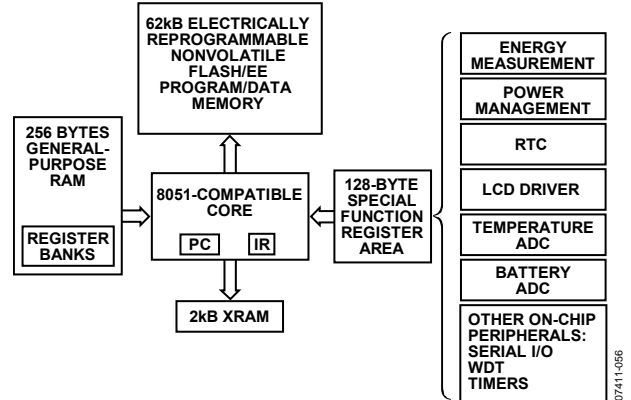 62kB ELECTRICALLY
REPROGRAMMABLE
NONVOLATILE
FLASH/EE
PROGRAM/DATA
MEMORY
256 BYTES
GENERAL-
PURPOSE
RAM
REGISTER
BANKS
8051-COMPATIBLE
CORE
PC
IR
2kB XRAM
128-BYTE
SPECIAL
FUNCTION
REGISTER
AREA
ENERGY
MEASUREMENT
POWER
MANAGEMENT
RTC
LCD DRIVER
TEMPERATURE
ADC
BATTERY
ADC
OTHER ON-CHIP
PERIPHERALS:
SERIAL I/O
WDT
TIMERS
07411-056